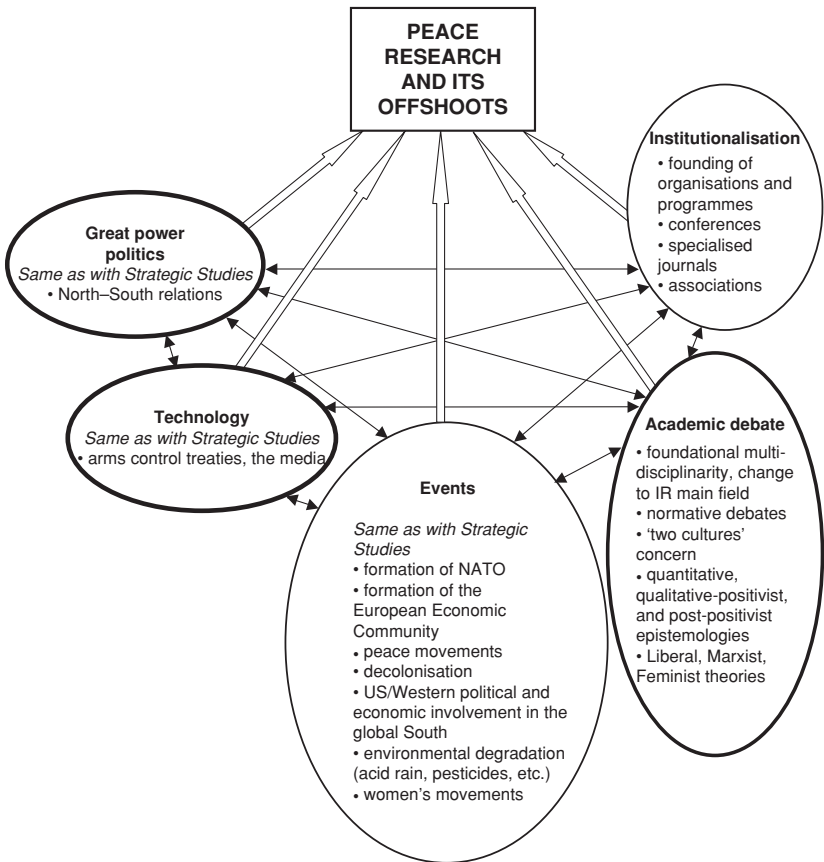 PEACE
RESEARCH
AND ITS
OFFSHOOTS
Institutionalisation
• founding of
organisations and
programmes
• conferences
• specialised
journals
• associations
Great power
politics
Same as with Strategic Studies
• North–South relations
Technology
Same as with Strategic Studies
• arms control treaties, the media
Events
Same as with Strategic
Studies
• formation of NATO
• formation of the
European Economic
Community
• peace movements
• decolonisation
• US/Western political and
economic involvement in the
global South
• environmental degradation
(acid rain, pesticides, etc.)
• women's movements
Academic debate
• foundational multi-
disciplinarity, change
to IR main field
• normative debates
• ‘two cultures’
concern
• quantitative,
qualitative-positivist,
and post-positivist
epistemologies
• Liberal, Marxist,
Feminist theories